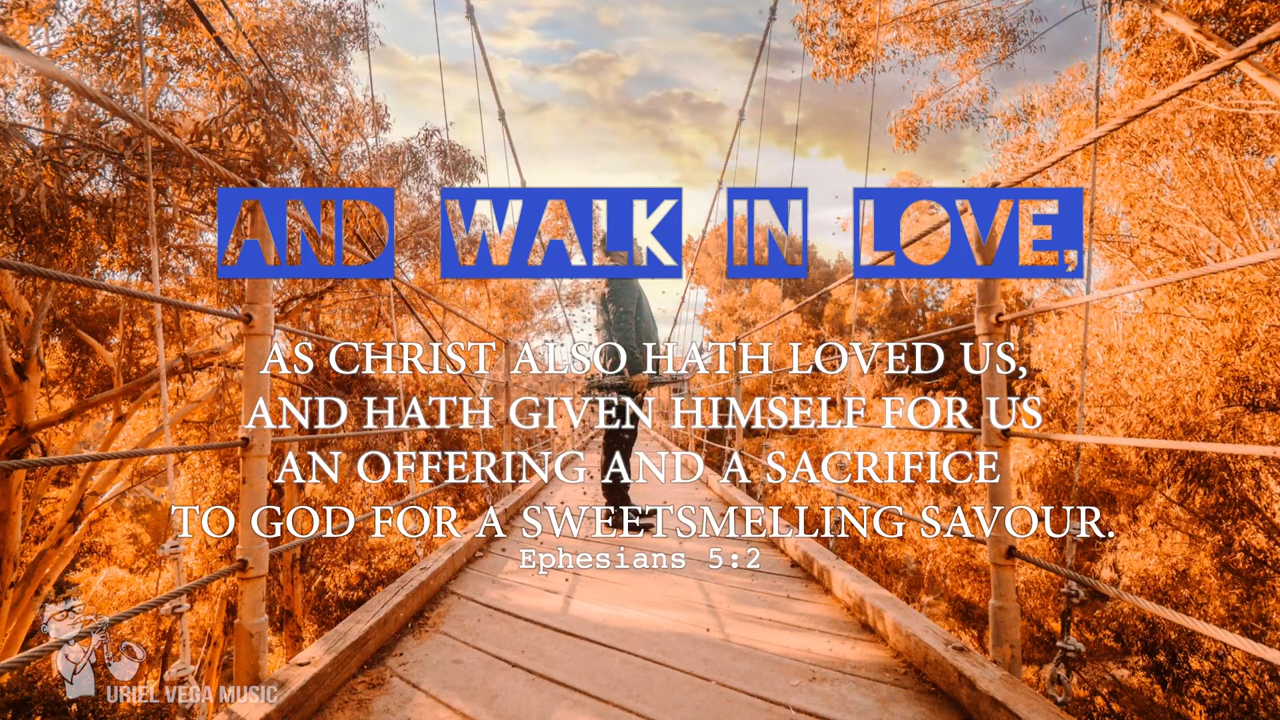 AND WALK IN LOVE,
AS CHRIST ALSO HATH LOVED US,
AND HATH GIVEN HIMSELF FOR US
AN OFFERING AND A SACRIFICE
TO GOD FOR A SWEETSMELLING SAVOUR.
Ephesians 5:2
URIEL VEGA MUSIC